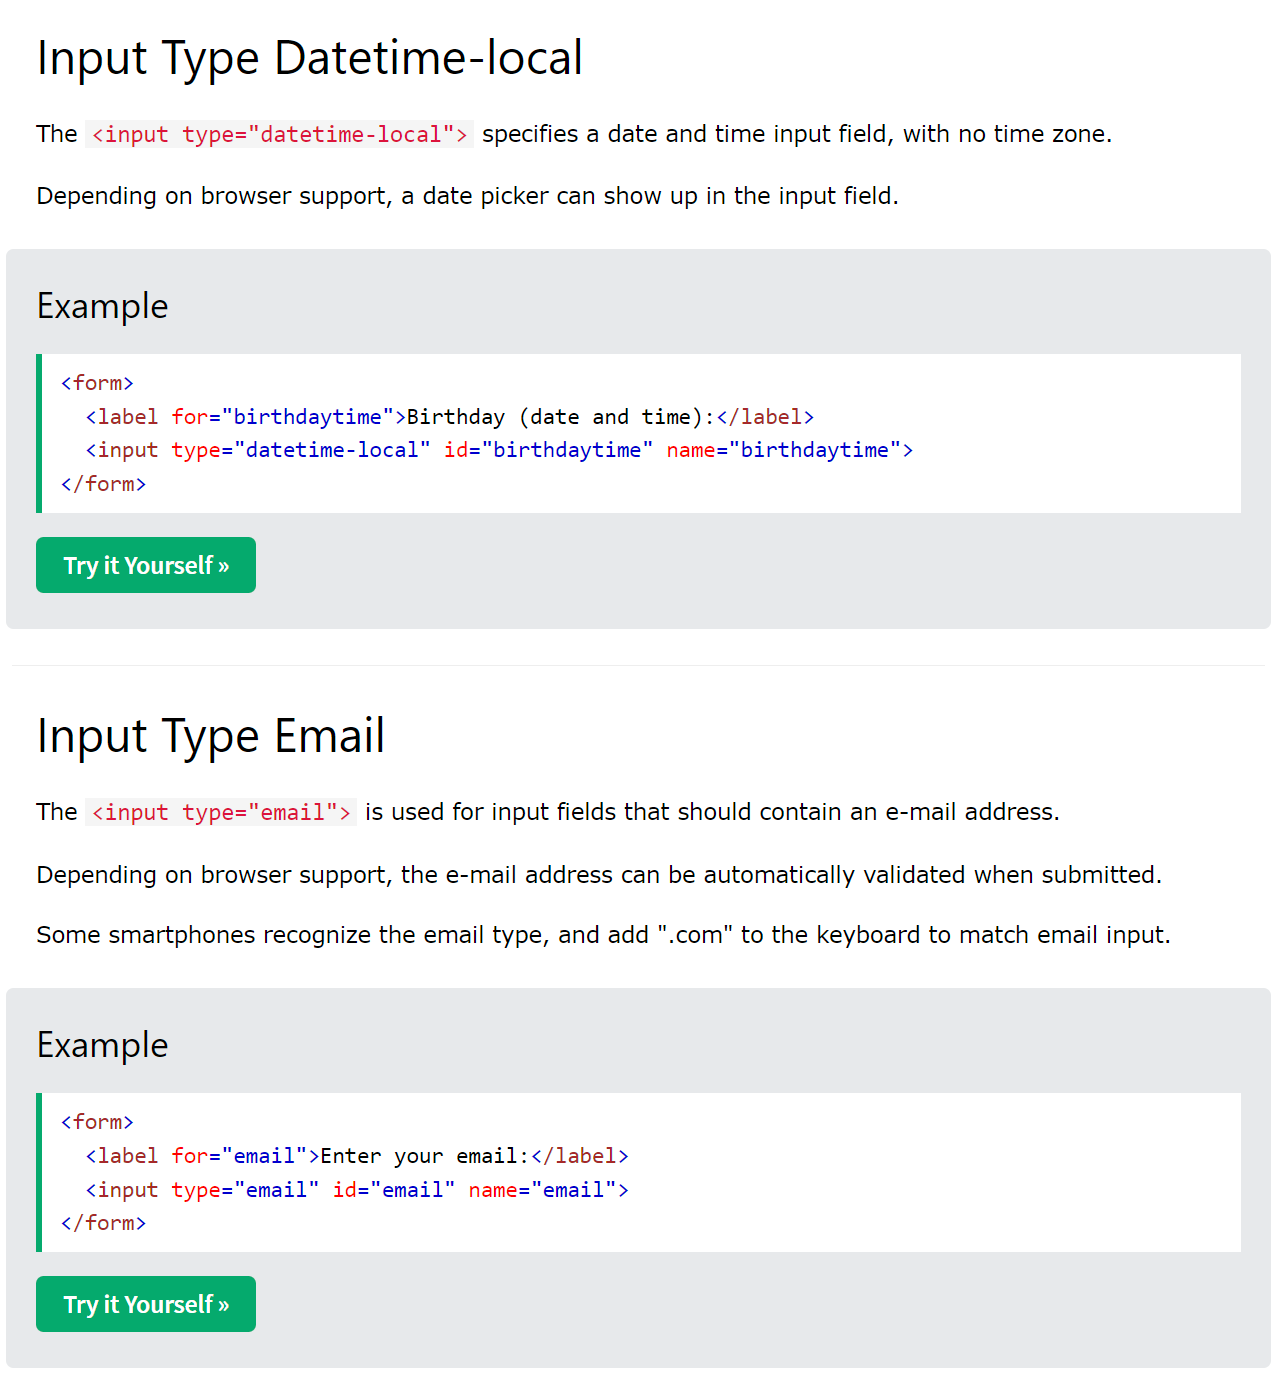 Input Type Datetime-local
The <input type="datetime-local"> specifies a date and time input field, with no time zone.
Depending on browser support, a date picker can show up in the input field.
Example
<form>
  <label for="birthdaytime">Birthday (date and time):</label>
  <input type="datetime-local" id="birthdaytime" name="birthdaytime">
</form>
Try it Yourself »
Input Type Email
The <input type="email"> is used for input fields that should contain an e-mail address.
Depending on browser support, the e-mail address can be automatically validated when submitted.
Some smartphones recognize the email type, and add ".com" to the keyboard to match email input.
Example
<form>
  <label for="email">Enter your email:</label>
  <input type="email" id="email" name="email">
</form>
Try it Yourself »